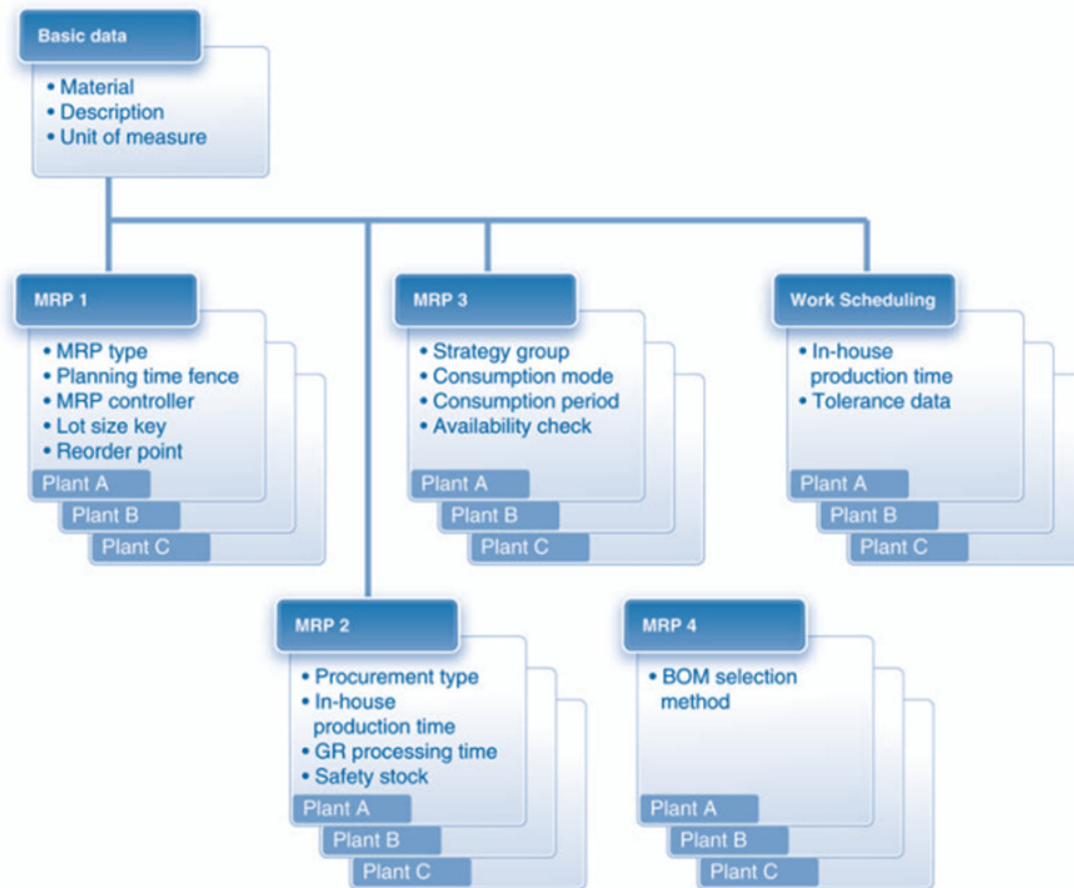 Basic data
• Material
• Description
• Unit of measure
MRP 1
• MRP type
• Planning time fence
• MRP controller
• Lot size key
• Reorder point
Plant A
Plant B
Plant C
MRP 3
• Strategy group
• Consumption mode
• Consumption period
• Availability check
Plant A
Plant B
Plant C
Work Scheduling
• In-house
production time
• Tolerance data
Plant A
Plant B
Plant C
MRP 2
• Procurement type
• In-house
production time
• GR processing time
• Safety stock
Plant A
Plant B
Plant C
MRP 4
• BOM selection
method
Plant A
Plant B
Plant C